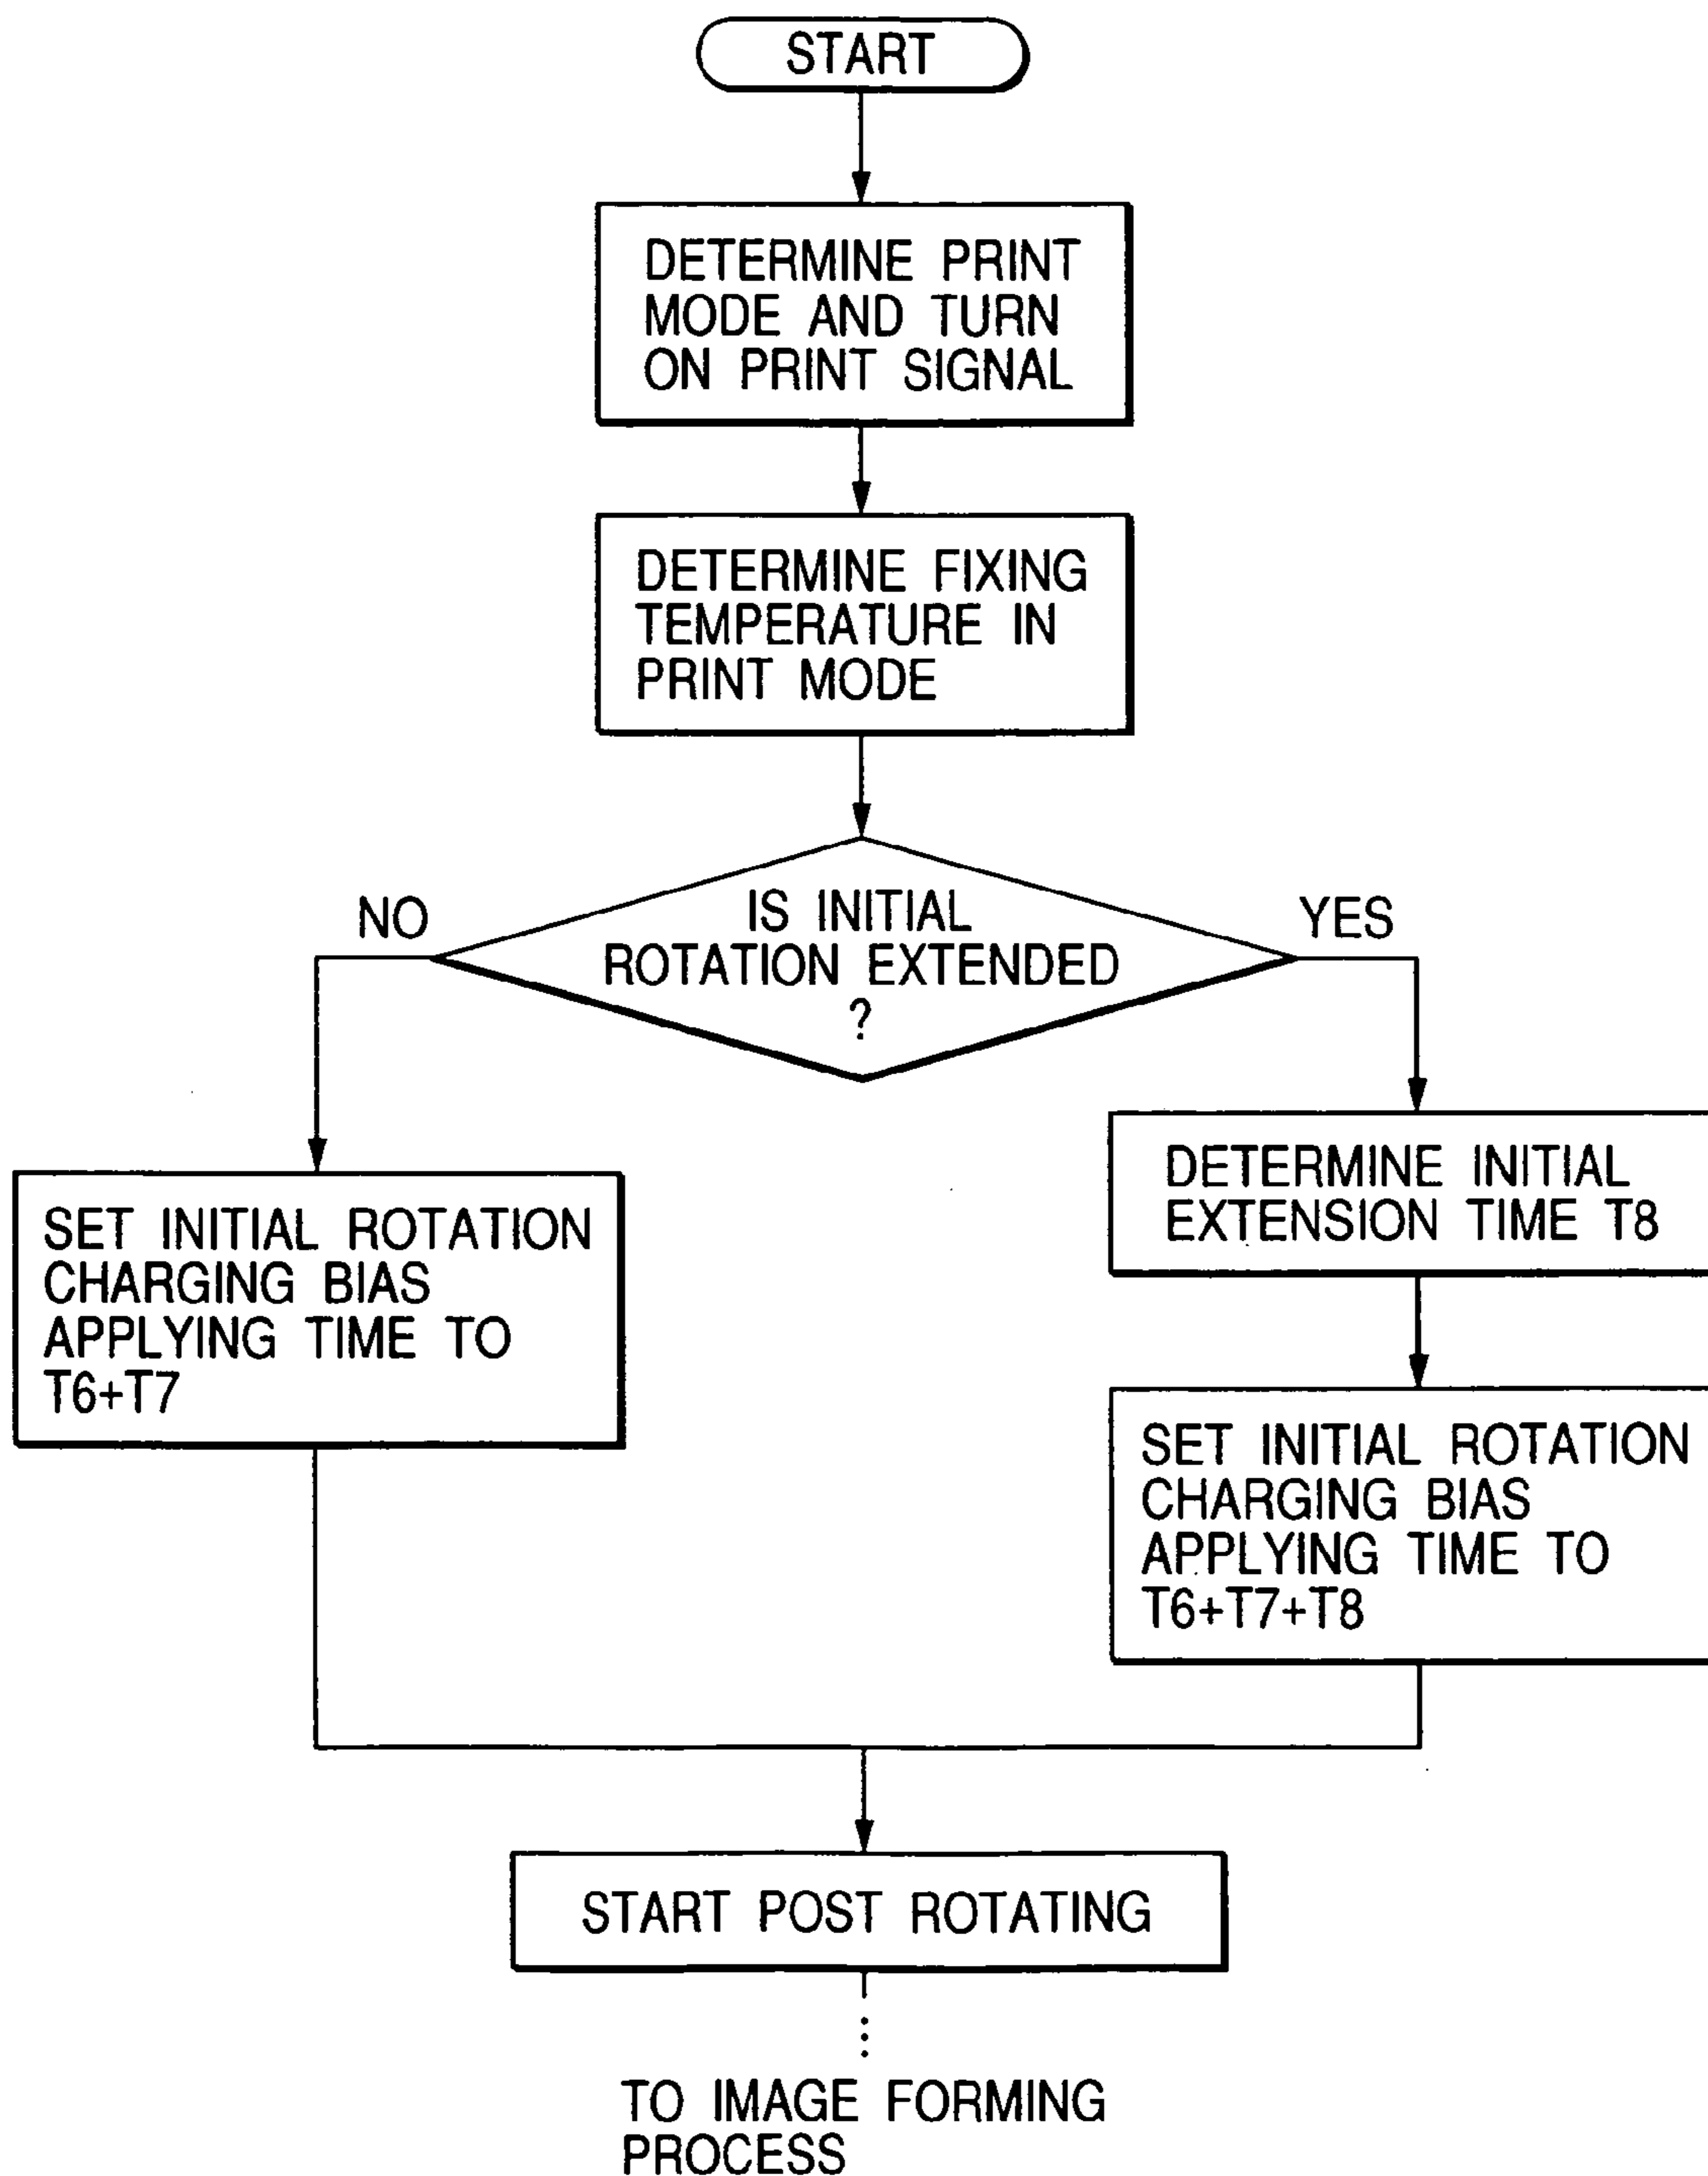 START
DETERMINE PRINT
MODE AND TURN
ON PRINT SIGNAL
DETERMINE FIXING
TEMPERATURE IN
PRINT MODE
IS INITIAL
ROTATION EXTENDED
?
NO
YES
SET INITIAL ROTATION
CHARGING BIAS
APPLYING TIME TO
T6+T7
DETERMINE INITIAL
EXTENSION TIME T8
SET INITIAL ROTATION
CHARGING BIAS
APPLYING TIME TO
T6+T7+T8
START POST ROTATING
TO IMAGE FORMING
PROCESS